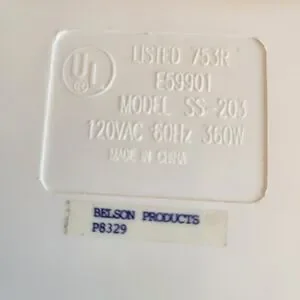 UL LISTED 753R
E59901
MODEL SS-203
120VAC 60Hz 360W
MADE IN CHINA
BELSON PRODUCTS
P8329